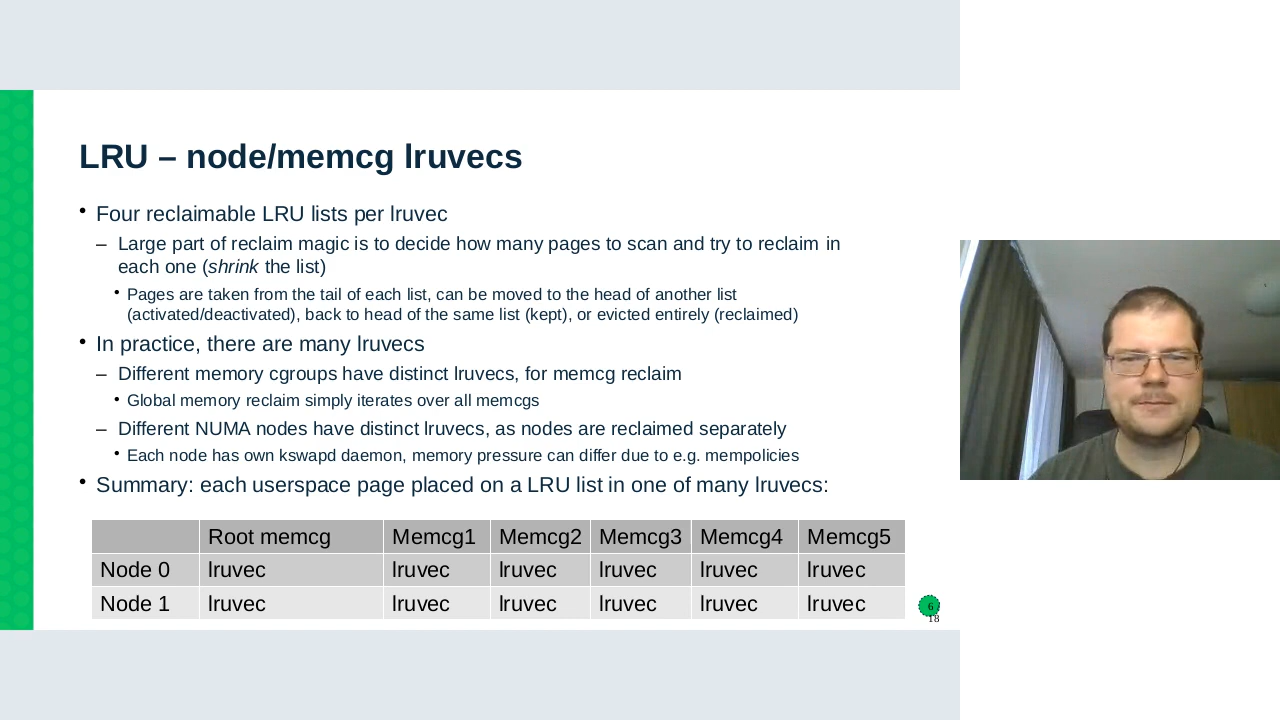 LRU – node/memcg lruvecs
• Four reclaimable LRU lists per lruvec
– Large part of reclaim magic is to decide how many pages to scan and try to reclaim in
each one (shrink the list)
• Pages are taken from the tail of each list, can be moved to the head of another list
(activated/deactivated), back to head of the same list (kept), or evicted entirely (reclaimed)
• In practice, there are many lruvecs
– Different memory cgroups have distinct lruvecs, for memcg reclaim
• Global memory reclaim simply iterates over all memcgs
– Different NUMA nodes have distinct lruvecs, as nodes are reclaimed separately
• Each node has own kswapd daemon, memory pressure can differ due to e.g. mempolicies
• Summary: each userspace page placed on a LRU list in one of many lruvecs:
Root memcg Memcg1 Memcg2 Memcg3 Memcg4 Memcg5
Node 0 lruvec lruvec lruvec lruvec lruvec lruvec
Node 1 lruvec lruvec lruvec lruvec lruvec lruvec
6
18